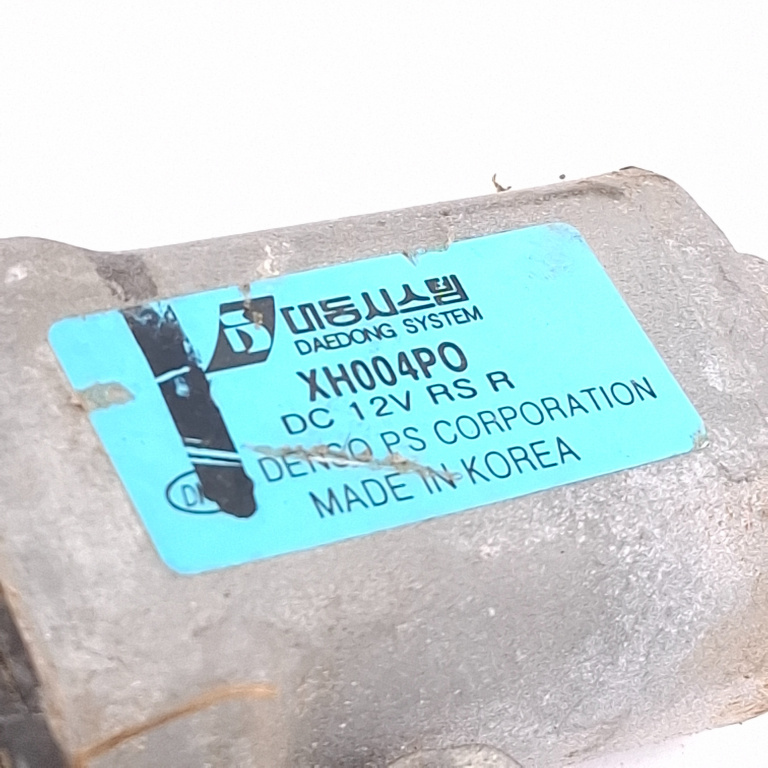 대동시스템
DAEDONG SYSTEM
XH004PO
DC 12V RS R
DENSO PS CORPORATION
MADE IN KOREA